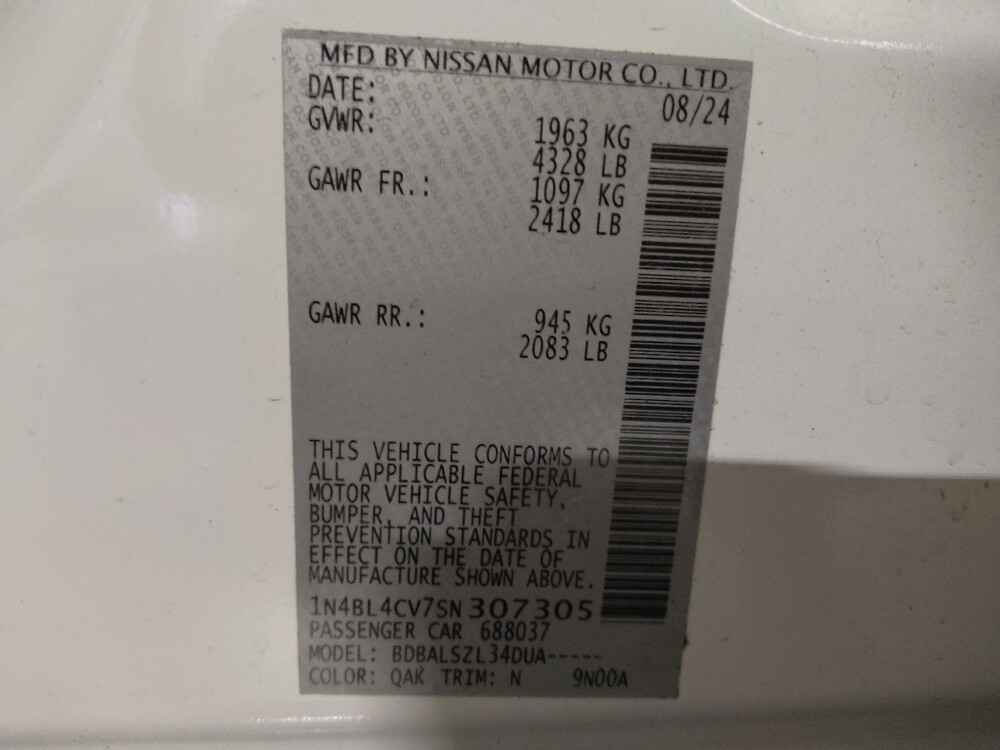 MFD BY NISSAN MOTOR CO., LTD.
DATE: 08/24
GVWR: 1963 KG
4328 LB
GAWR FR.: 1097 KG
2418 LB
GAWR RR.: 945 KG
2083 LB
THIS VEHICLE CONFORMS TO
ALL APPLICABLE FEDERAL
MOTOR VEHICLE SAFETY,
BUMPER, AND THEFT
PREVENTION STANDARDS IN
EFFECT ON THE DATE OF
MANUFACTURE SHOWN ABOVE.
1N4BL4CV7SN307305
PASSENGER CAR 688037
MODEL: BDBALSZL34DUA-----
COLOR: QAK TRIM: N 9N00A